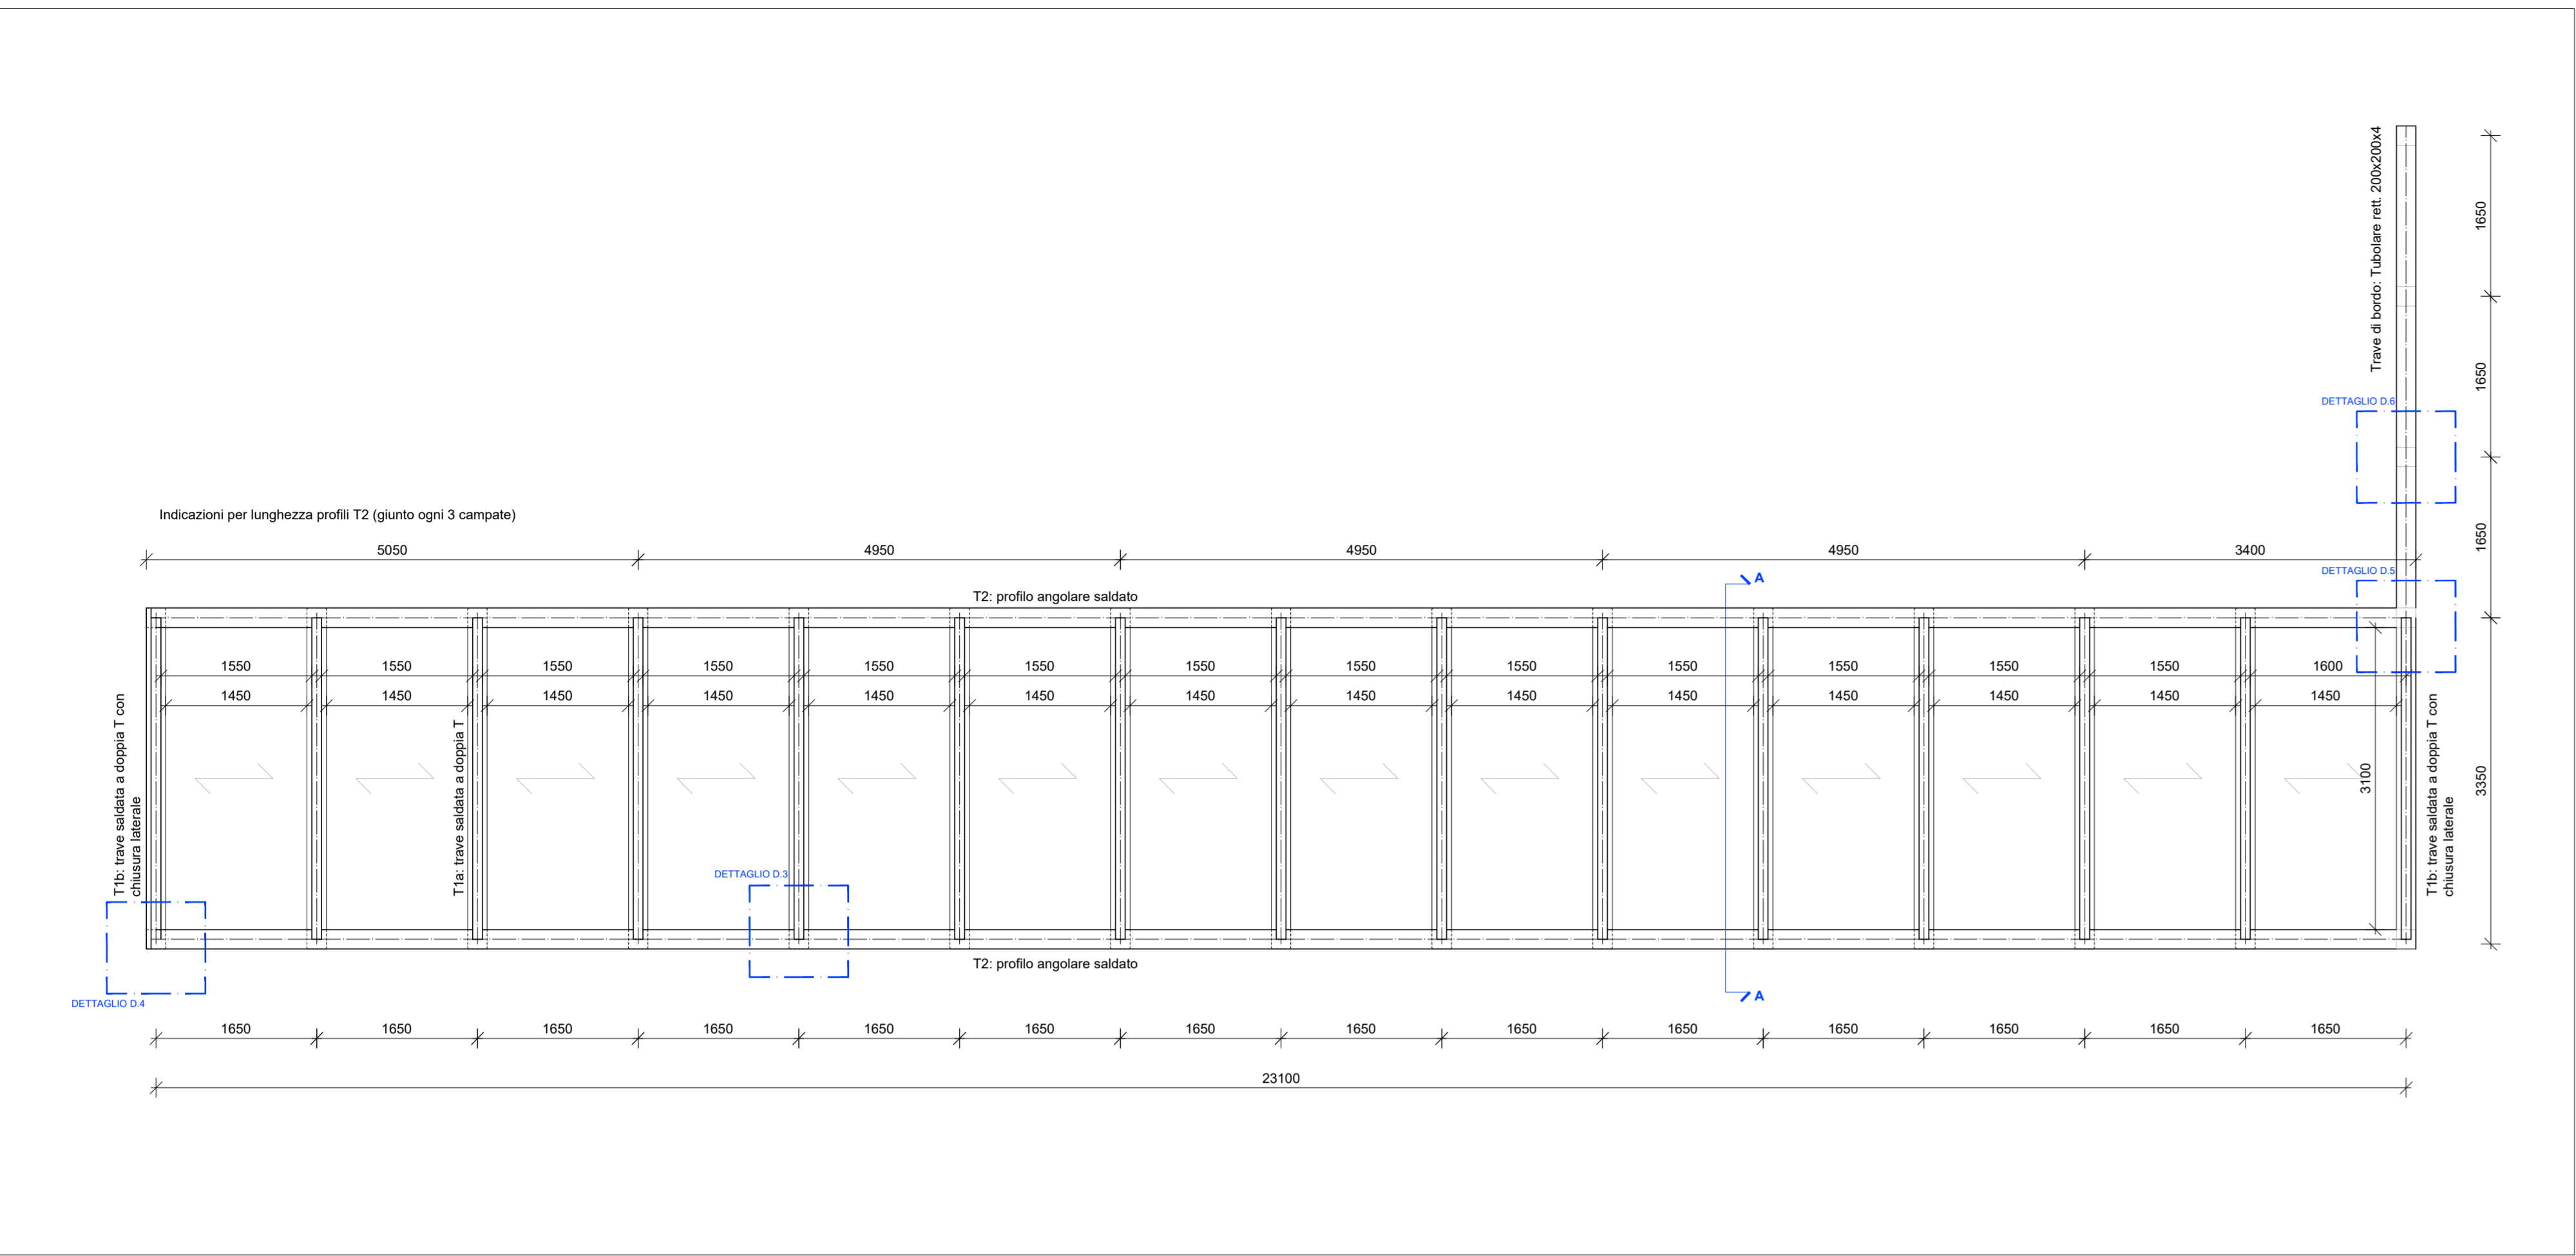 Trave di bordo: Tubolare rett. 200x200x4
1650
1650
1650
DETTAGLIO D.6
Indicazioni per lunghezza profili T2 (giunto ogni 3 campate)
5050 4950 4950 4950 3400
DETTAGLIO D.5
A
T2: profilo angolare saldato
1550 1550 1550 1550 1550 1550 1550 1550 1550 1550 1550 1550 1550 1600
1450 1450 1450 1450 1450 1450 1450 1450 1450 1450 1450 1450 1450 1450
T1b: trave saldata a doppia T con
chiusura laterale
T1a: trave saldata a doppia T
3100
T1b: trave saldata a doppia T con
chiusura laterale
3350
DETTAGLIO D.3
T2: profilo angolare saldato
A
DETTAGLIO D.4
1650 1650 1650 1650 1650 1650 1650 1650 1650 1650 1650 1650 1650 1650
23100